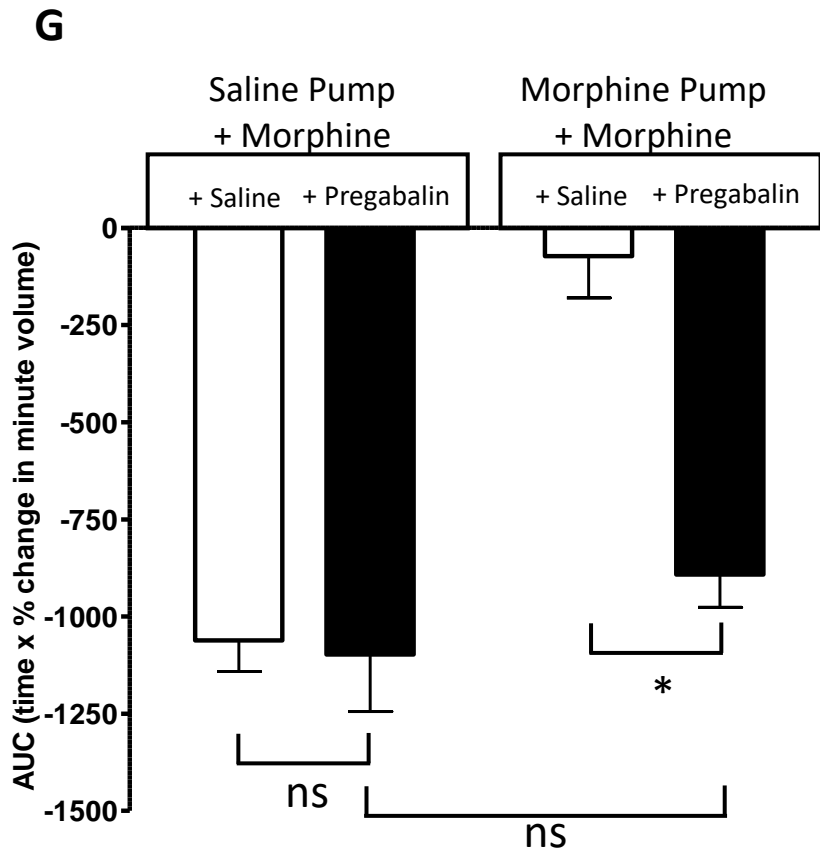 G
Saline Pump
+ Morphine
Morphine Pump
+ Morphine
+ Saline + Pregabalin
+ Saline + Pregabalin
AUC (time x % change in minute volume)
0
-250
-500
-750
-1000
-1250
-1500
*
ns
ns